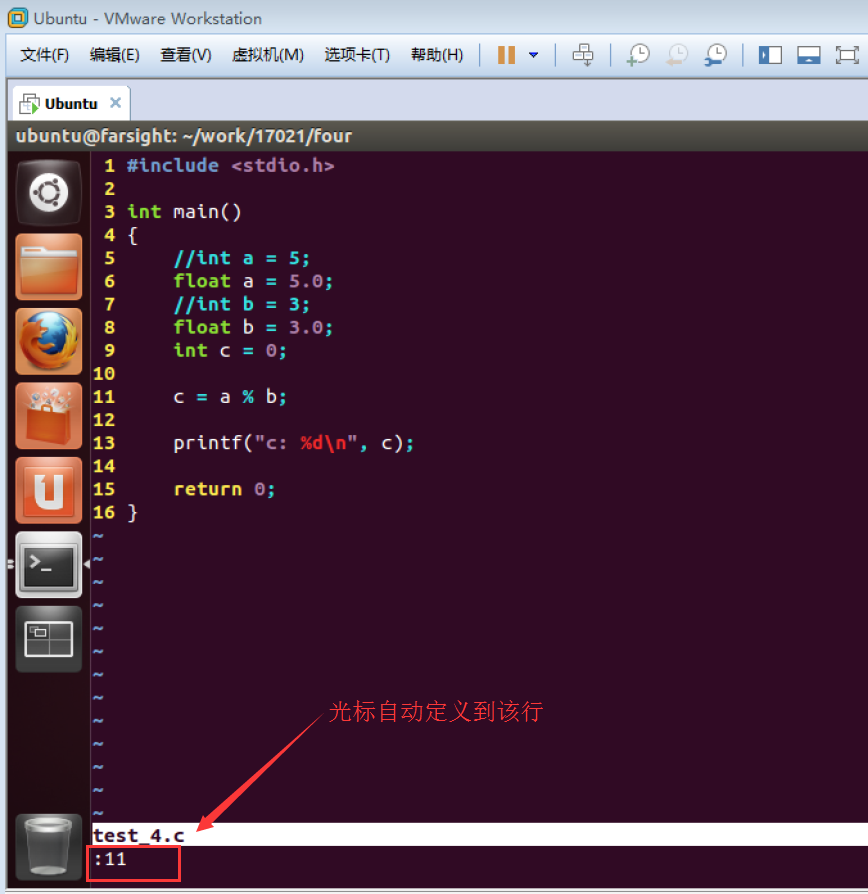 Ubuntu - VMware Workstation
文件(F) 编辑(E) 查看(V) 虚拟机(M) 选项卡(T) 帮助(H)
Ubuntu
ubuntu@farsight: ~/work/17021/four
1 #include <stdio.h>
2
3 int main()
4 {
5     //int a = 5;
6     float a = 5.0;
7     //int b = 3;
8     float b = 3.0;
9     int c = 0;
10
11     c = a % b;
12
13     printf("c: %d\n", c);
14
15     return 0;
16 }
~
~
~
~
~
~
~
~
~
~
~
~
~
光标自动定义到该行
test_4.c
:11